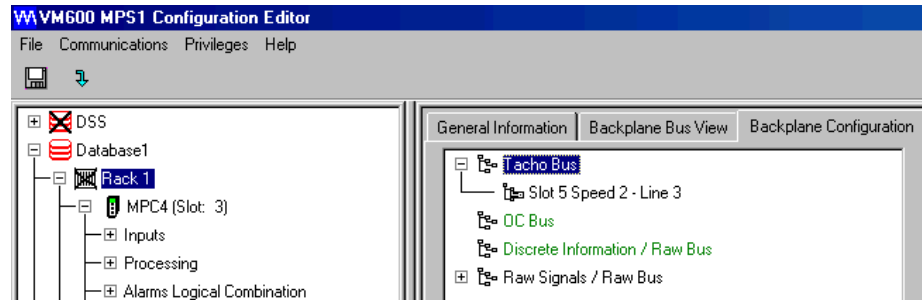 VM600 MPS1 Configuration Editor
File Communications Privileges Help
DSS
Database1
Rack 1
MPC4 (Slot: 3)
Inputs
Processing
Alarms Logical Combination
General Information Backplane Bus View Backplane Configuration
Tacho Bus
Slot 5 Speed 2 - Line 3
OC Bus
Discrete Information / Raw Bus
Raw Signals / Raw Bus